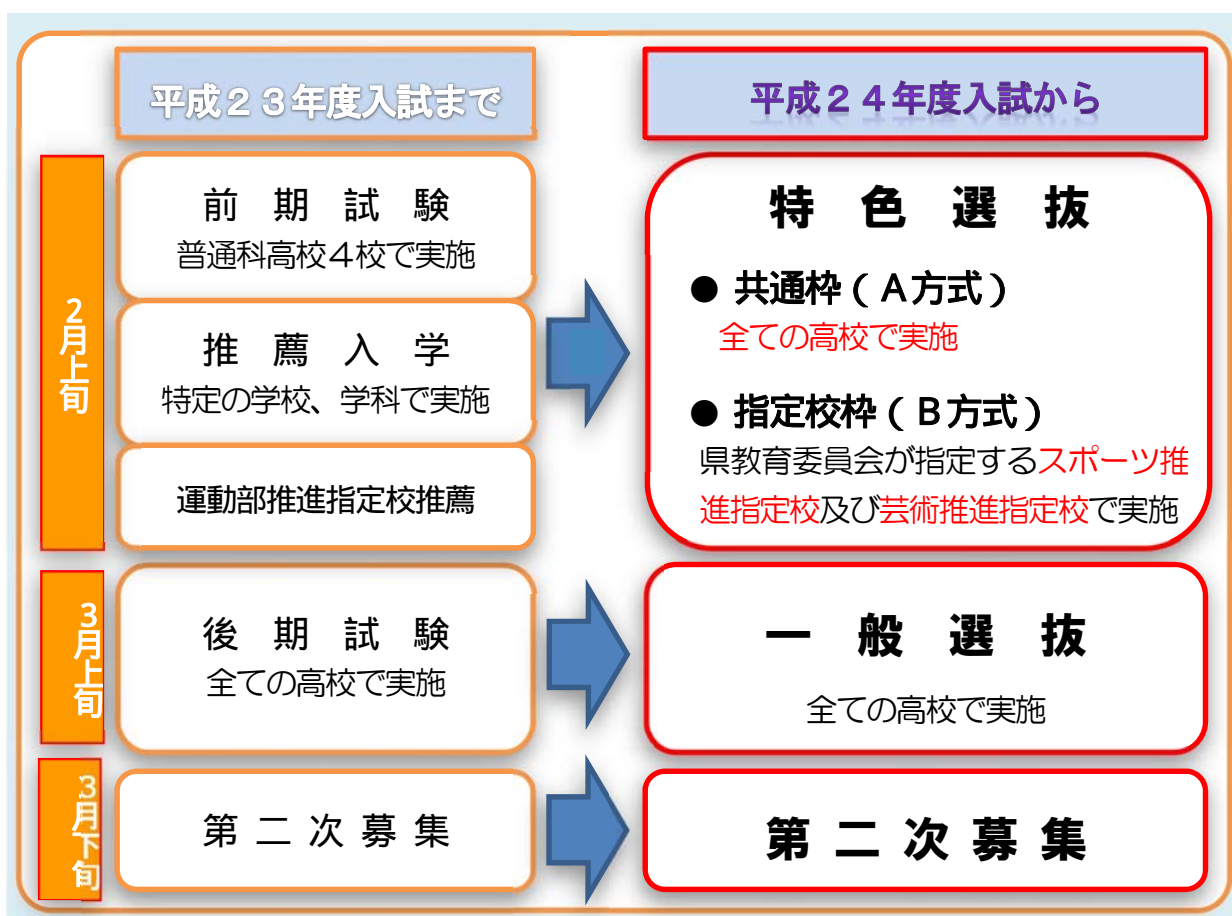 平成２３年度入試まで
平成２４年度入試から
2月上旬
前期試験
普通科高校４校で実施
推薦入学
特定の学校、学科で実施
運動部推進指定校推薦
特色選抜
● 共通枠（Ａ方式）
全ての高校で実施
● 指定校枠（Ｂ方式）
県教育委員会が指定するスポーツ推
進指定校及び芸術推進指定校で実施
3月上旬
後期試験
全ての高校で実施
一般選抜
全ての高校で実施
3月下旬
第二次募集
第二次募集